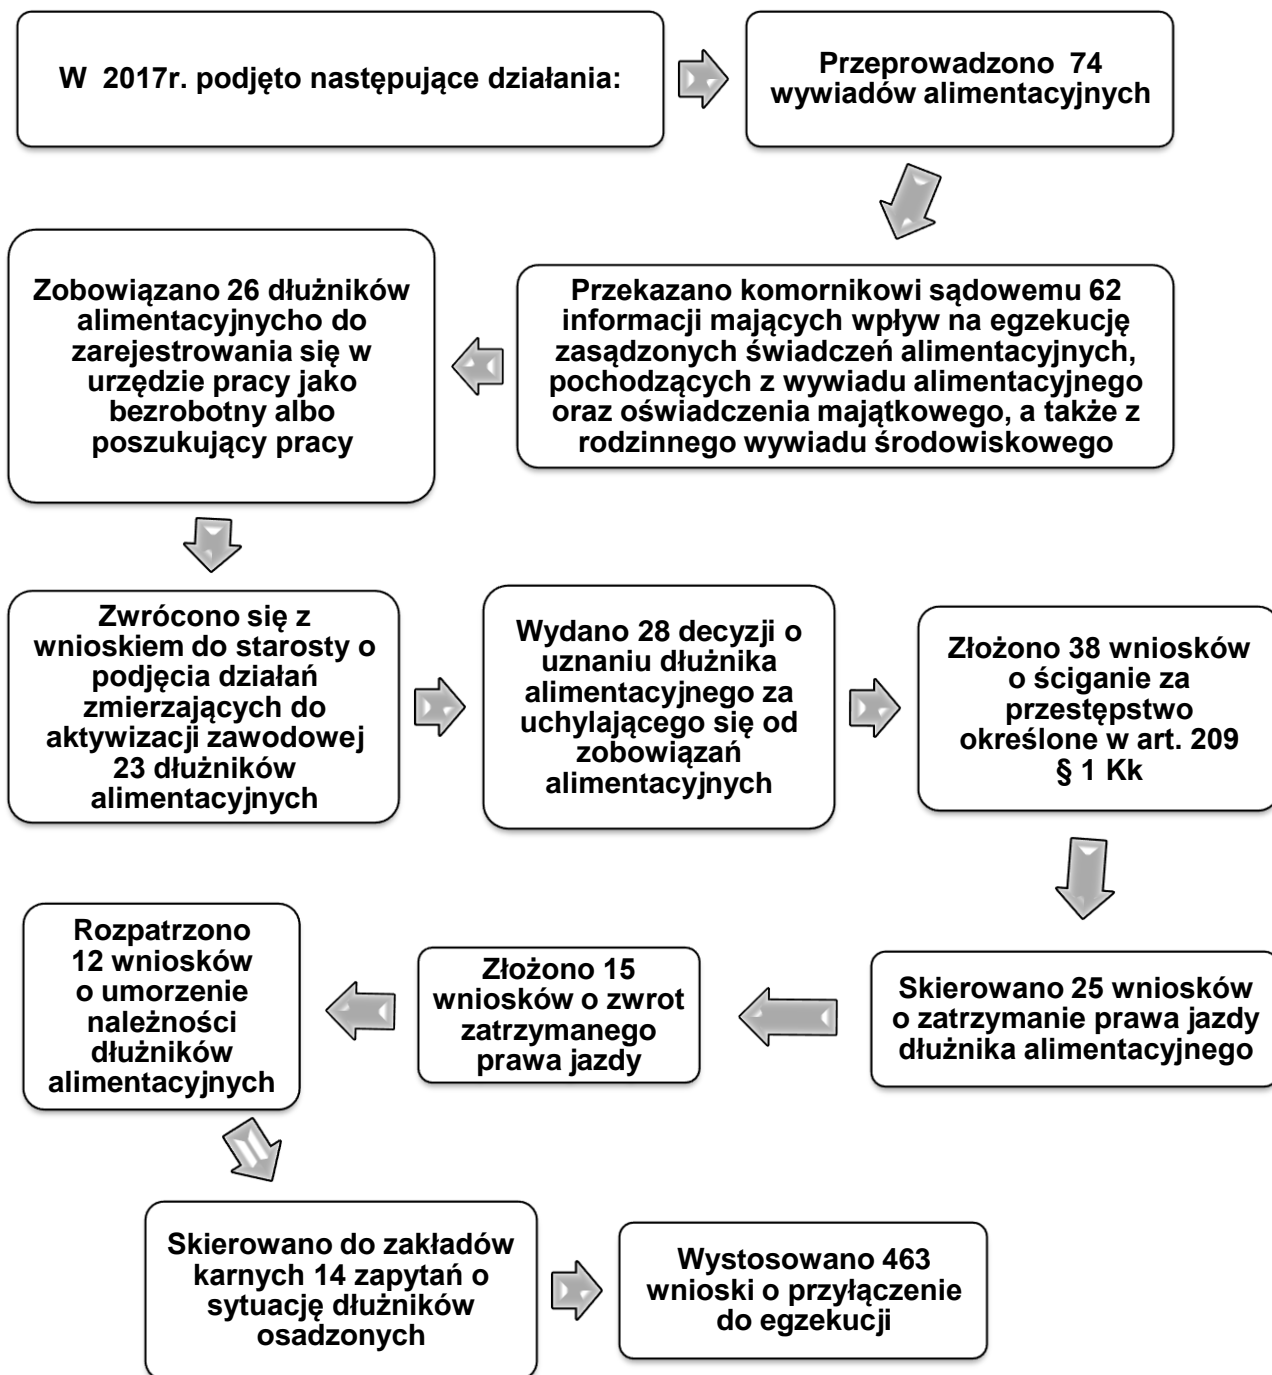 W 2017r. podjęto następujące działania:
Przeprowadzono 74
wywiadów alimentacyjnych
Przekazano komornikowi sądowemu 62
informacji mających wpływ na egzekucję
zasądzonych świadczeń alimentacyjnych,
pochodzących z wywiadu alimentacyjnego
oraz oświadczenia majątkowego, a także z
rodzinnego wywiadu środowiskowego
Zobowiązano 26 dłużników
alimentacyjnycho do
zarejestrowania się w
urzędzie pracy jako
bezrobotny albo
poszukujący pracy
Zwrócono się z
wnioskiem do starosty o
podjęcia działań
zmierzających do
aktywizacji zawodowej
23 dłużników
alimentacyjnych
Wydano 28 decyzji o
uznaniu dłużnika
alimentacyjnego za
uchylającego się od
zobowiązań
alimentacyjnych
Złożono 38 wniosków
o ściganie za
przestępstwo
określone w art. 209
§ 1 Kk
Skierowano 25 wniosków
o zatrzymanie prawa jazdy
dłużnika alimentacyjnego
Złożono 15
wniosków o zwrot
zatrzymanego
prawa jazdy
Rozpatrzono
12 wniosków
o umorzenie
należności
dłużników
alimentacyjnych
Skierowano do zakładów
karnych 14 zapytań o
sytuację dłużników
osadzonych
Wystosowano 463
wnioski o przyłączenie
do egzekucji